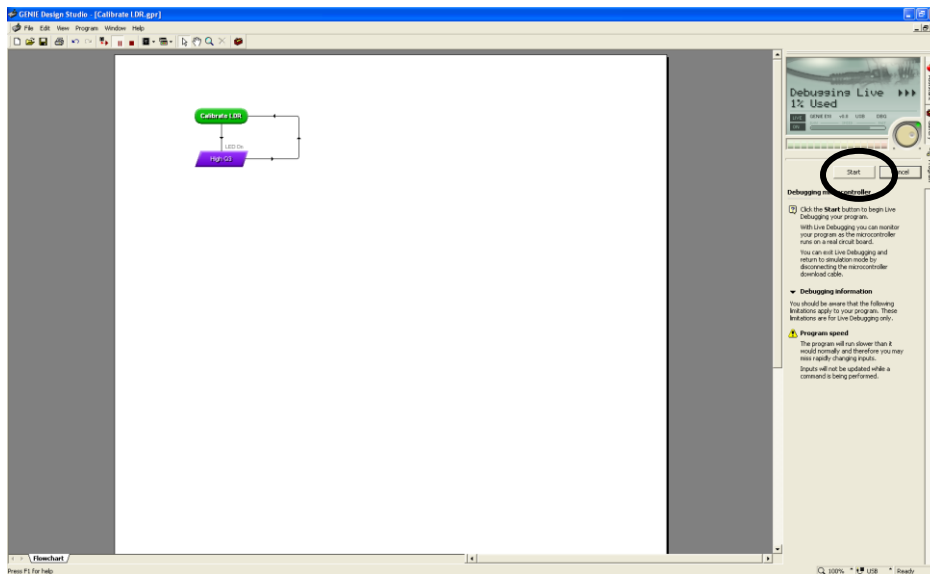 GENIE Design Studio - [Calibrate LDR.gpr]
File Edit View Program Window Help
Debugging Live
1% Used
LIVE GENIE E18 v1.0 USB
ON
Calibrate LDR
LED On
High G3
Start
Debugging microcontroller
Click the Start button to begin Live
Debugging your program.
With Live Debugging you can monitor
your program as the microcontroller
runs on a real circuit board.
You can exit Live Debugging and
return to simulation mode by
disconnecting the microcontroller
download cable.
Debugging information
You should be aware that the following
limitations apply to your program. These
limitations are for Live Debugging only.
Program speed
The program will run slower than it
would normally and therefore you may
miss rapidly changing inputs.
Inputs will not be updated while a
command is being performed.
Flowchart
Press F1 for help
100% USB Ready